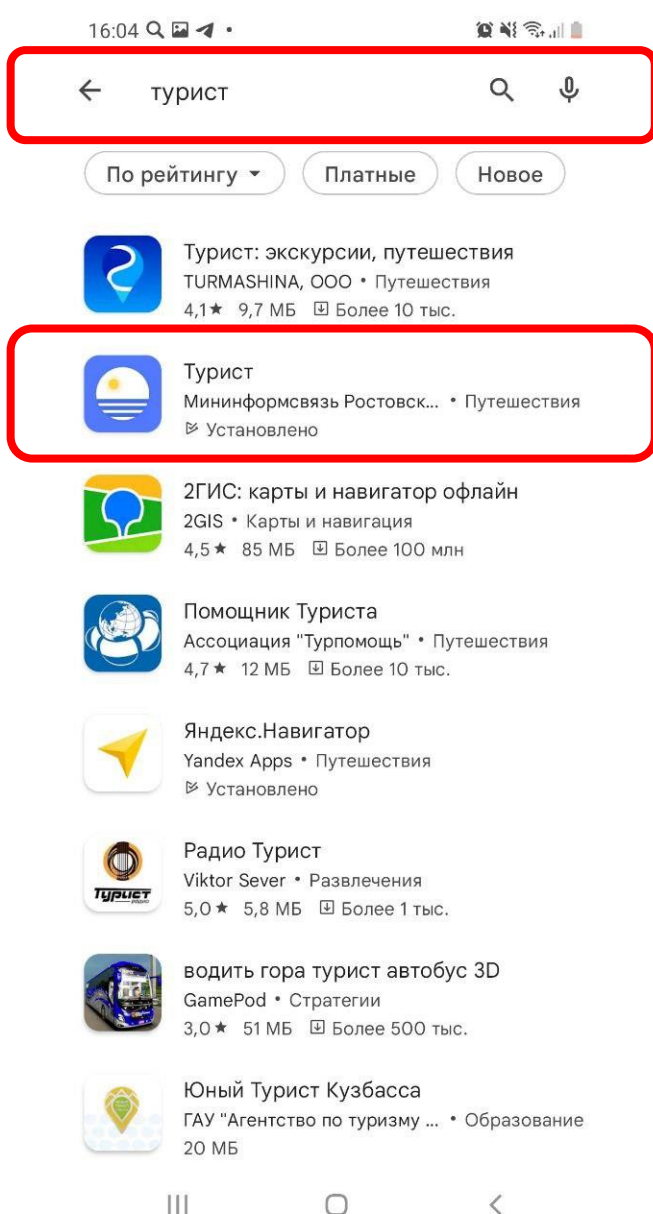 16:04
турист
По рейтингу
Платные
Новое
Турист: экскурсии, путешествия
TURMASHINA, ООО • Путешествия
4,1★ 9,7 МБ Более 10 тыс.
Турист
Мининформсвязь Ростовск... • Путешествия
Установлено
2ГИС: карты и навигатор офлайн
2GIS • Карты и навигация
4,5★ 85 МБ Более 100 млн
Помощник Туриста
Ассоциация "Турпомощь" • Путешествия
4,7★ 12 МБ Более 10 тыс.
Яндекс.Навигатор
Yandex Apps • Путешествия
Установлено
Турист
радио
Радио Турист
Viktor Sever • Развлечения
5,0★ 5,8 МБ Более 1 тыс.
водить гора турист автобус 3D
GamePod • Стратегии
3,0★ 51 МБ Более 500 тыс.
Юный Турист Кузбасса
ГАУ "Агентство по туризму ... • Образование
20 МБ